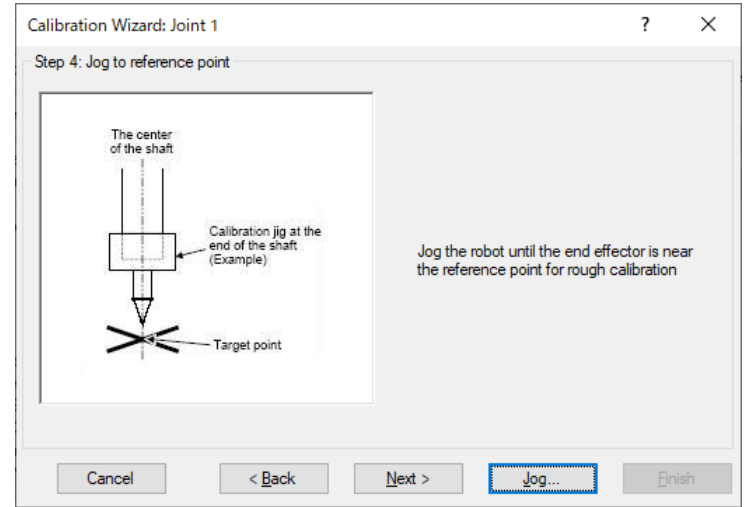 Calibration Wizard: Joint 1
?
Step 4: Jog to reference point
The center
of the shaft
Calibration jig at the
end of the shaft
(Example)
Target point
Jog the robot until the end effector is near
the reference point for rough calibration
Cancel
< Back
Next >
Jog...
Finish